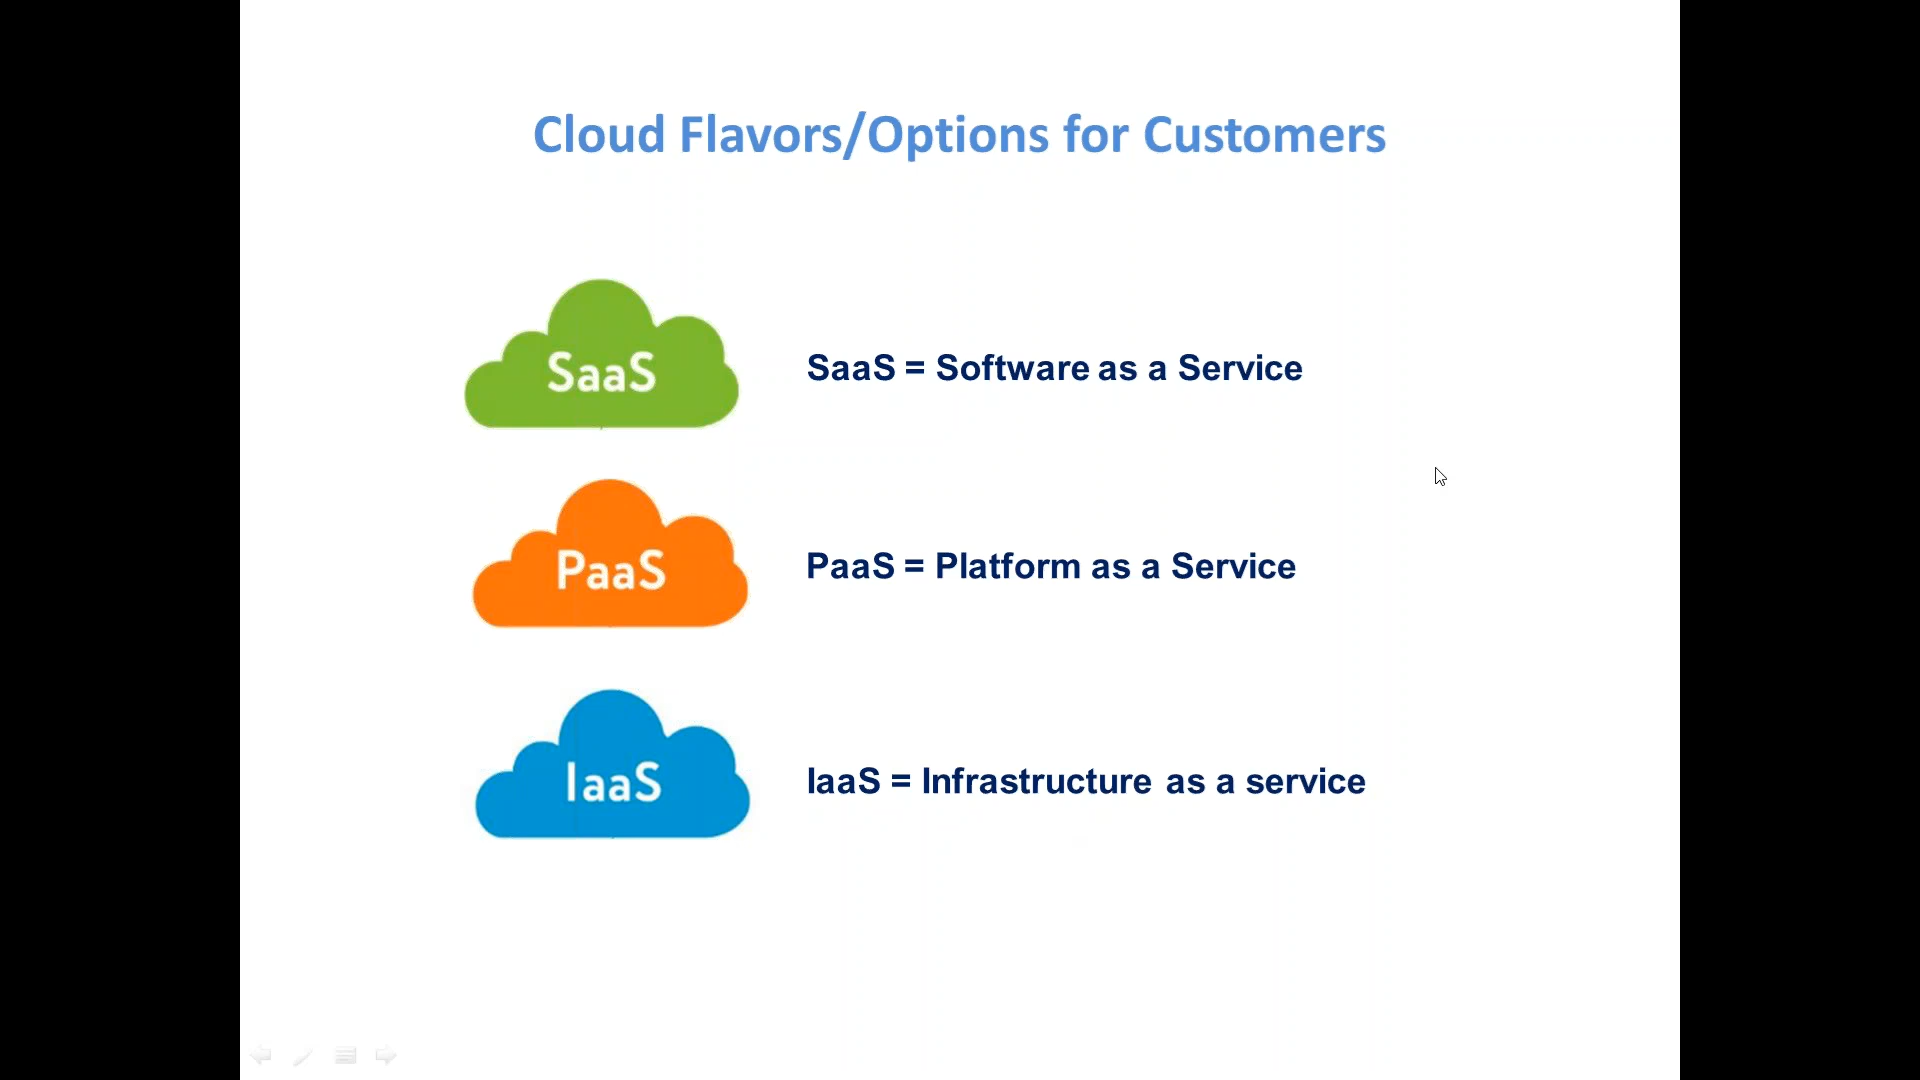 Cloud Flavors/Options for Customers
SaaS
SaaS = Software as a Service
PaaS
PaaS = Platform as a Service
IaaS
IaaS = Infrastructure as a service